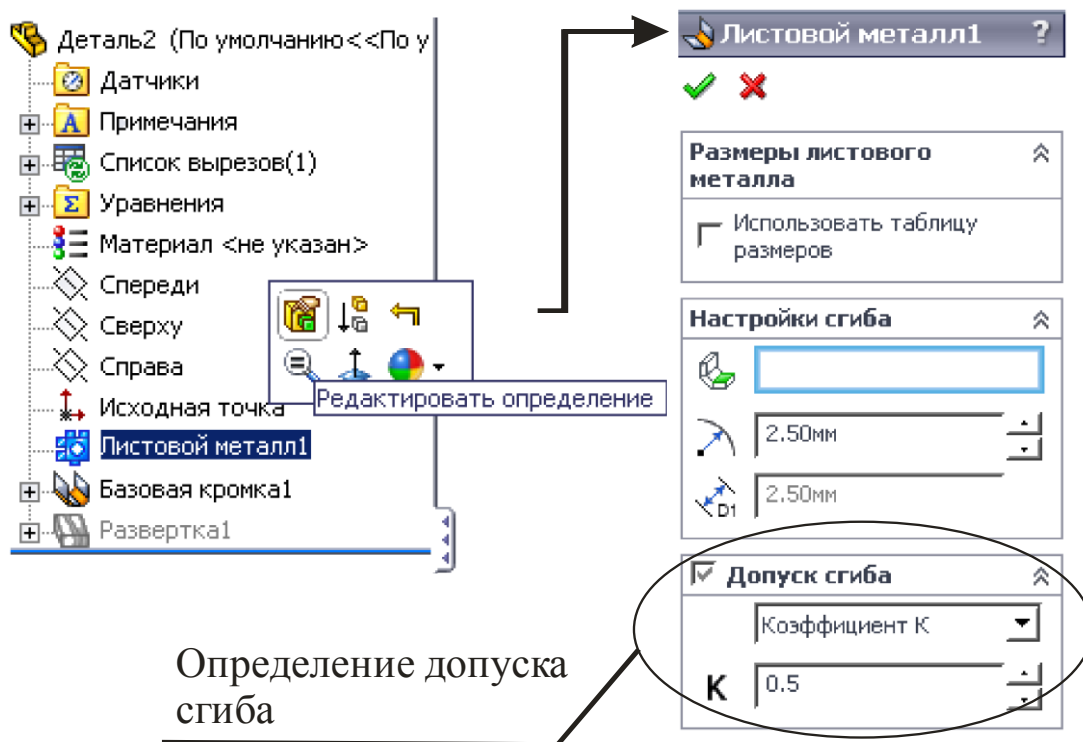 Деталь2 (По умолчанию<<По у
Датчики
Примечания
Список вырезов(1)
Уравнения
Материал <не указан>
Спереди
Сверху
Справа
Исходная точка
Листовой металл1
Базовая кромка1
Развертка1
Редактировать определение
Листовой металл1 ?
Размеры листового
металла
Использовать таблицу
размеров
Настройки сгиба
2.50мм
D1 2.50мм
Допуск сгиба
Коэффициент К
K 0.5
Определение допуска
сгиба